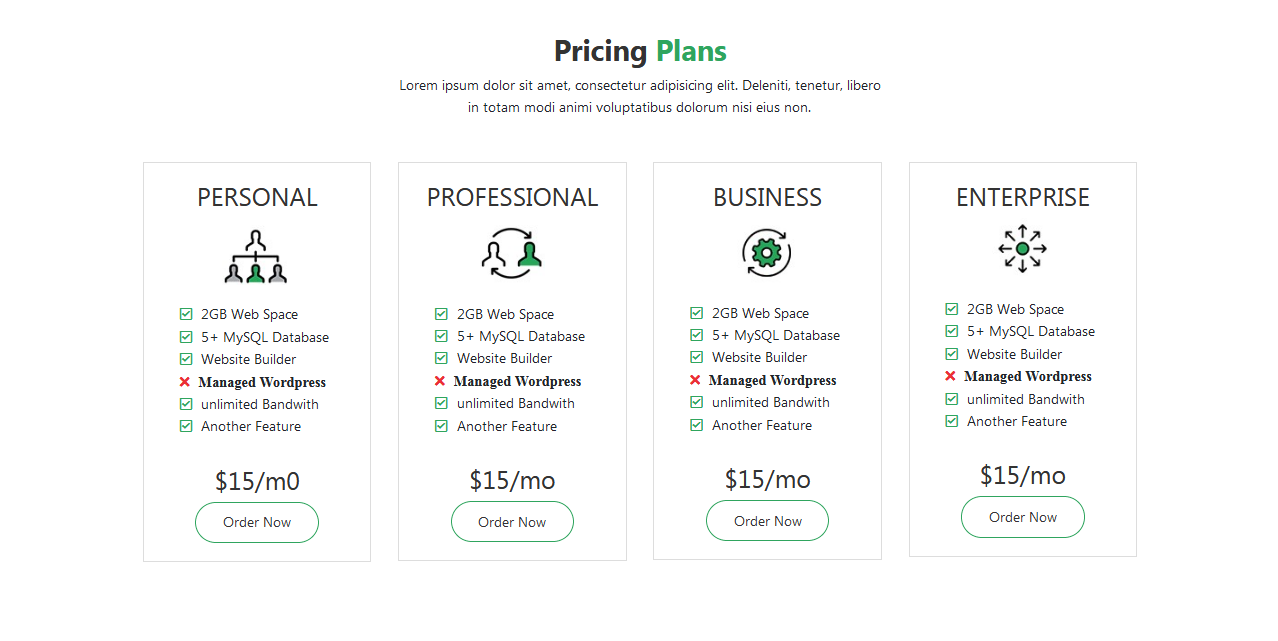 Pricing Plans
Lorem ipsum dolor sit amet, consectetur adipisicing elit. Deleniti, tenetur, libero
in totam modi animi voluptatibus dolorum nisi eius non.
PERSONAL
2GB Web Space
5+ MySQL Database
Website Builder
Managed Wordpress
unlimited Bandwith
Another Feature
$15/m0
Order Now
PROFESSIONAL
2GB Web Space
5+ MySQL Database
Website Builder
Managed Wordpress
unlimited Bandwith
Another Feature
$15/mo
Order Now
BUSINESS
2GB Web Space
5+ MySQL Database
Website Builder
Managed Wordpress
unlimited Bandwith
Another Feature
$15/mo
Order Now
ENTERPRISE
2GB Web Space
5+ MySQL Database
Website Builder
Managed Wordpress
unlimited Bandwith
Another Feature
$15/mo
Order Now